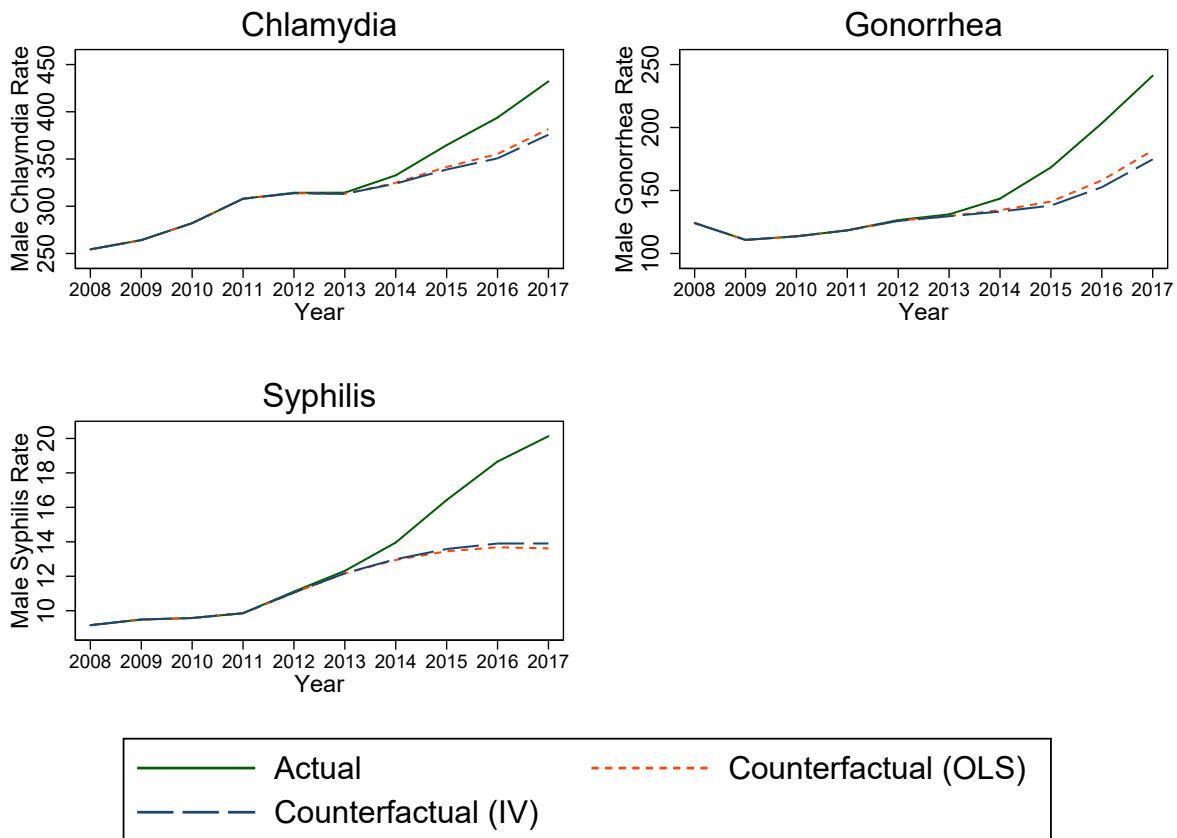 Chlamydia
Male Chlaymdia Rate
450
400
350
300
250
2008 2009 2010 2011 2012 2013 2014 2015 2016 2017
Year
Gonorrhea
Male Gonorrhea Rate
250
200
150
100
2008 2009 2010 2011 2012 2013 2014 2015 2016 2017
Year
Syphilis
Male Syphilis Rate
20
18
16
14
12
10
2008 2009 2010 2011 2012 2013 2014 2015 2016 2017
Year
Actual
Counterfactual (OLS)
Counterfactual (IV)